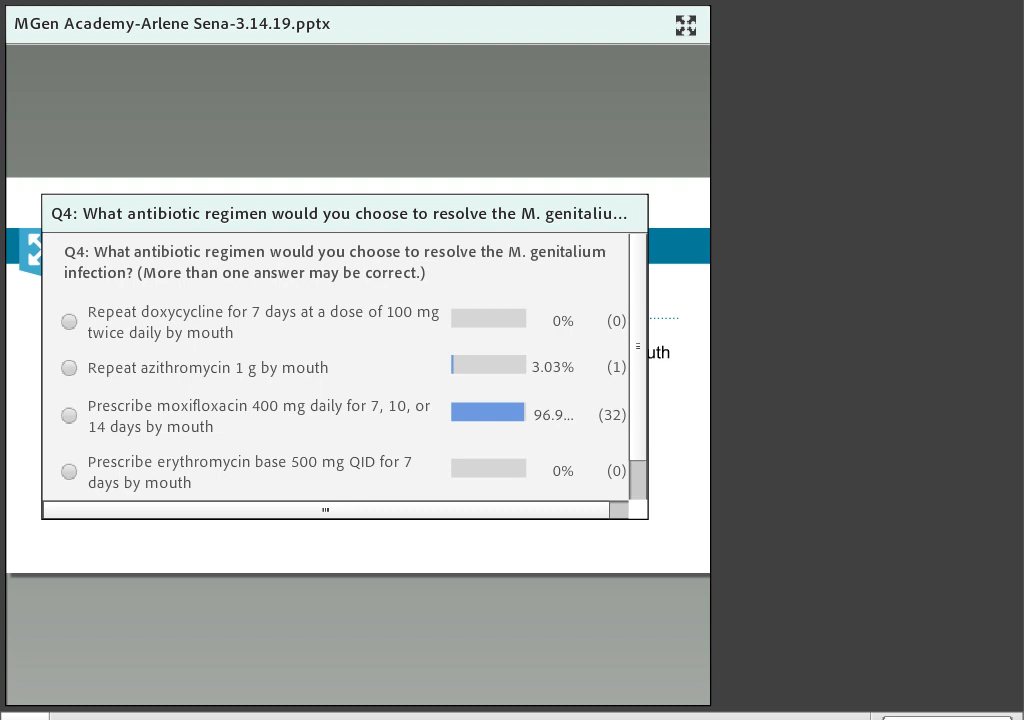 MGen Academy-Arlene Sena-3.14.19.pptx
Q4: What antibiotic regimen would you choose to resolve the M. genitaliu...
Q4: What antibiotic regimen would you choose to resolve the M. genitalium
infection? (More than one answer may be correct.)
Repeat doxycycline for 7 days at a dose of 100 mg
twice daily by mouth
0% (0)
Repeat azithromycin 1 g by mouth
3.03% (1)
Prescribe moxifloxacin 400 mg daily for 7, 10, or
14 days by mouth
96.9... (32)
Prescribe erythromycin base 500 mg QID for 7
days by mouth
0% (0)
uth